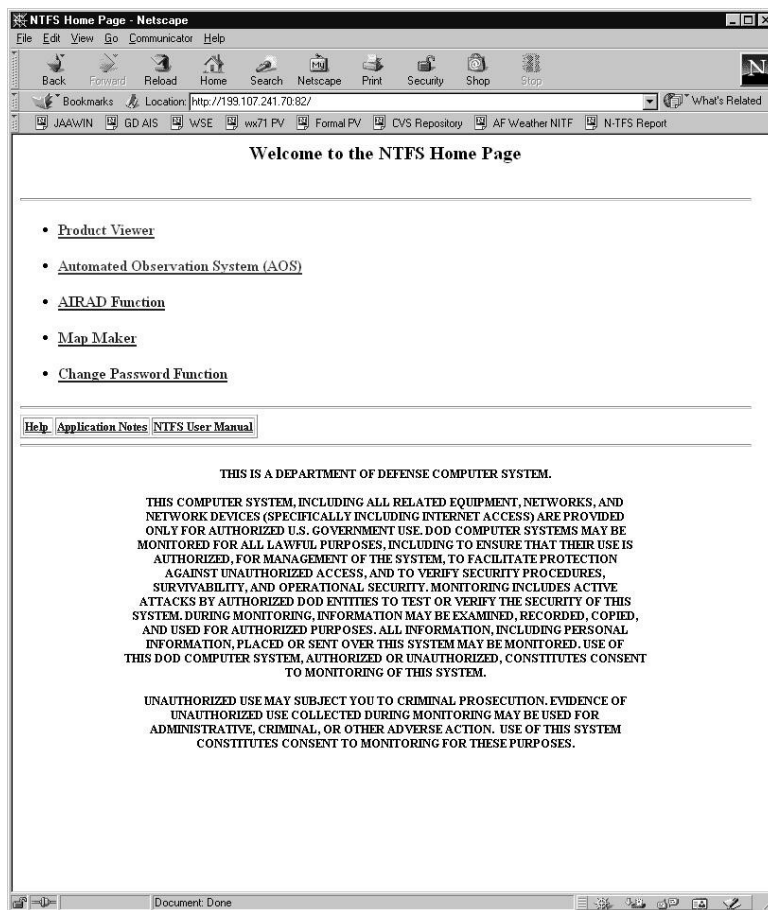 NTFS Home Page - Netscape
File Edit View Go Communicator Help
Back Forward Reload Home Search Netscape Print Security Shop Stop
My
N
Bookmarks Location: http://199.107.241.70:82/ What's Related
JAAWIN GD AIS WSE wx71 PV Formal PV CVS Repository AF Weather NITF N-TFS Report
Welcome to the NTFS Home Page
• Product Viewer
• Automated Observation System (AOS)
• AIRAD Function
• Map Maker
• Change Password Function
Help Application Notes NTFS User Manual
THIS IS A DEPARTMENT OF DEFENSE COMPUTER SYSTEM.
THIS COMPUTER SYSTEM, INCLUDING ALL RELATED EQUIPMENT, NETWORKS, AND
NETWORK DEVICES (SPECIFICALLY INCLUDING INTERNET ACCESS) ARE PROVIDED
ONLY FOR AUTHORIZED U.S. GOVERNMENT USE. DOD COMPUTER SYSTEMS MAY BE
MONITORED FOR ALL LAWFUL PURPOSES, INCLUDING TO ENSURE THAT THEIR USE IS
AUTHORIZED, FOR MANAGEMENT OF THE SYSTEM, TO FACILITATE PROTECTION
AGAINST UNAUTHORIZED ACCESS, AND TO VERIFY SECURITY PROCEDURES,
SURVIVABILITY, AND OPERATIONAL SECURITY. MONITORING INCLUDES ACTIVE
ATTACKS BY AUTHORIZED DOD ENTITIES TO TEST OR VERIFY THE SECURITY OF THIS
SYSTEM. DURING MONITORING, INFORMATION MAY BE EXAMINED, RECORDED, COPIED,
AND USED FOR AUTHORIZED PURPOSES. ALL INFORMATION, INCLUDING PERSONAL
INFORMATION, PLACED OR SENT OVER THIS SYSTEM MAY BE MONITORED. USE OF
THIS DOD COMPUTER SYSTEM, AUTHORIZED OR UNAUTHORIZED, CONSTITUTES CONSENT
TO MONITORING OF THIS SYSTEM.
UNAUTHORIZED USE MAY SUBJECT YOU TO CRIMINAL PROSECUTION. EVIDENCE OF
UNAUTHORIZED USE COLLECTED DURING MONITORING MAY BE USED FOR
ADMINISTRATIVE, CRIMINAL, OR OTHER ADVERSE ACTION. USE OF THIS SYSTEM
CONSTITUTES CONSENT TO MONITORING FOR THESE PURPOSES.
Document: Done